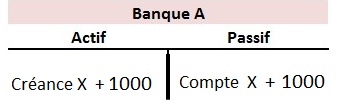 Banque A
Actif Passif
Créance X + 1000 Compte X + 1000